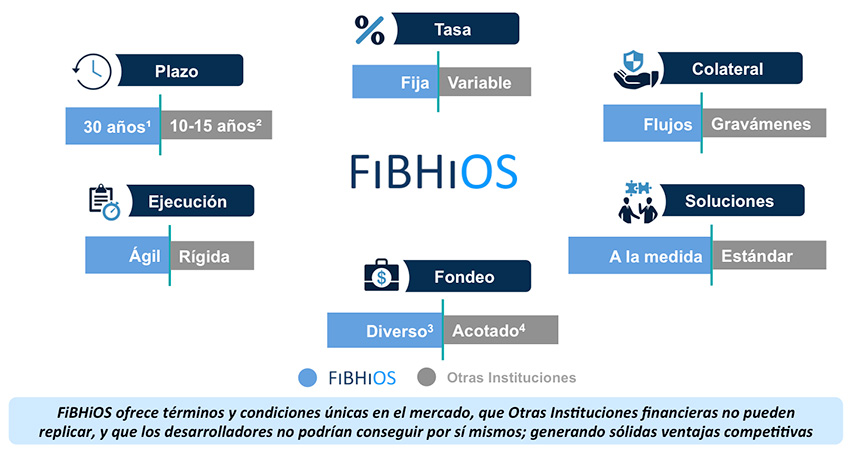 %
Tasa
Fija
Variable
Plazo
30 años¹
10-15 años²
Colateral
Flujos
Gravámenes
FiBHiOS
Ejecución
Ágil
Rígida
Soluciones
A la medida
Estándar
$
Fondeo
Diverso³
Acotado⁴
FiBHiOS
Otras Instituciones
FiBHiOS ofrece términos y condiciones únicas en el mercado, que Otras Instituciones financieras no pueden
replicar, y que los desarrolladores no podrían conseguir por sí mismos; generando sólidas ventajas competitivas